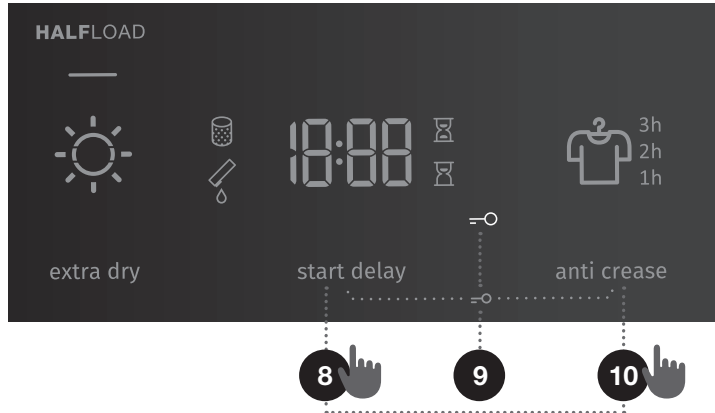 HALFLOAD
18:88
3h
2h
1h
extra dry
start delay
anti crease
8
9
10